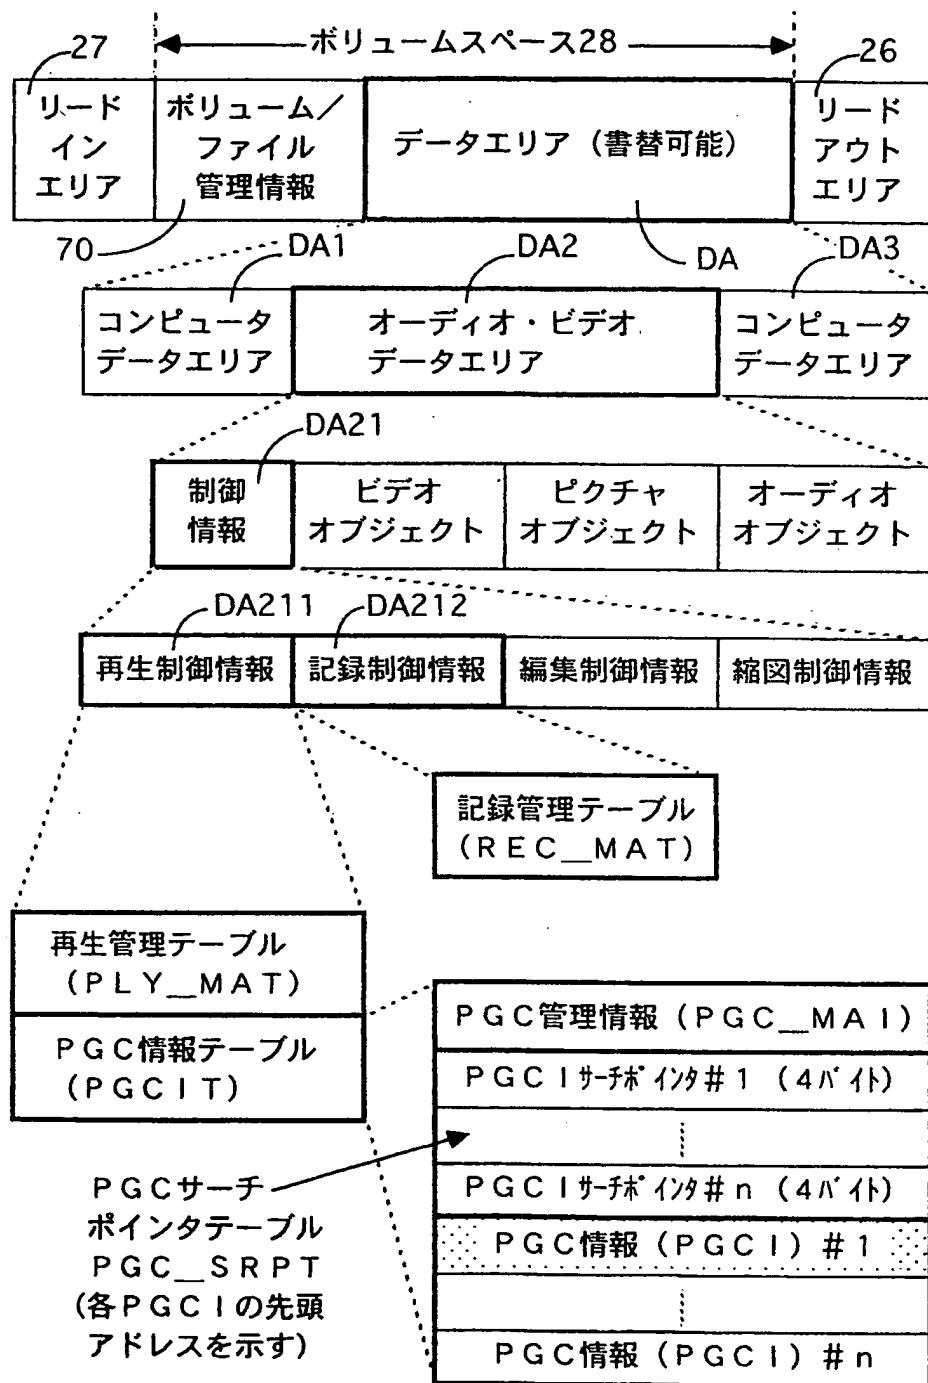 27
ボリュームスペース28
26
リード
イン
エリア
ボリューム/
ファイル
管理情報
データエリア(書替可能)
リード
アウト
エリア
70
DA1
DA2
DA
DA3
コンピュータ
データエリア
オーディオ・ビデオ
データエリア
コンピュータ
データエリア
DA21
制御
情報
ビデオ
オブジェクト
ピクチャ
オブジェクト
オーディオ
オブジェクト
DA211
DA212
再生制御情報
記録制御情報
編集制御情報
縮図制御情報
記録管理テーブル
(REC_MAT)
再生管理テーブル
(PLY_MAT)
PGC情報テーブル
(PGCIT)
PGC管理情報(PGC_MAI)
PGCIサーチポインタ#1(4バイト)
PGCIサーチポインタ#n(4バイト)
PGC情報(PGCI)#1
PGC情報(PGCI)#n
PGCサーチ
ポインタテーブル
PGC_SRPT
(各PGCIの先頭
アドレスを示す)